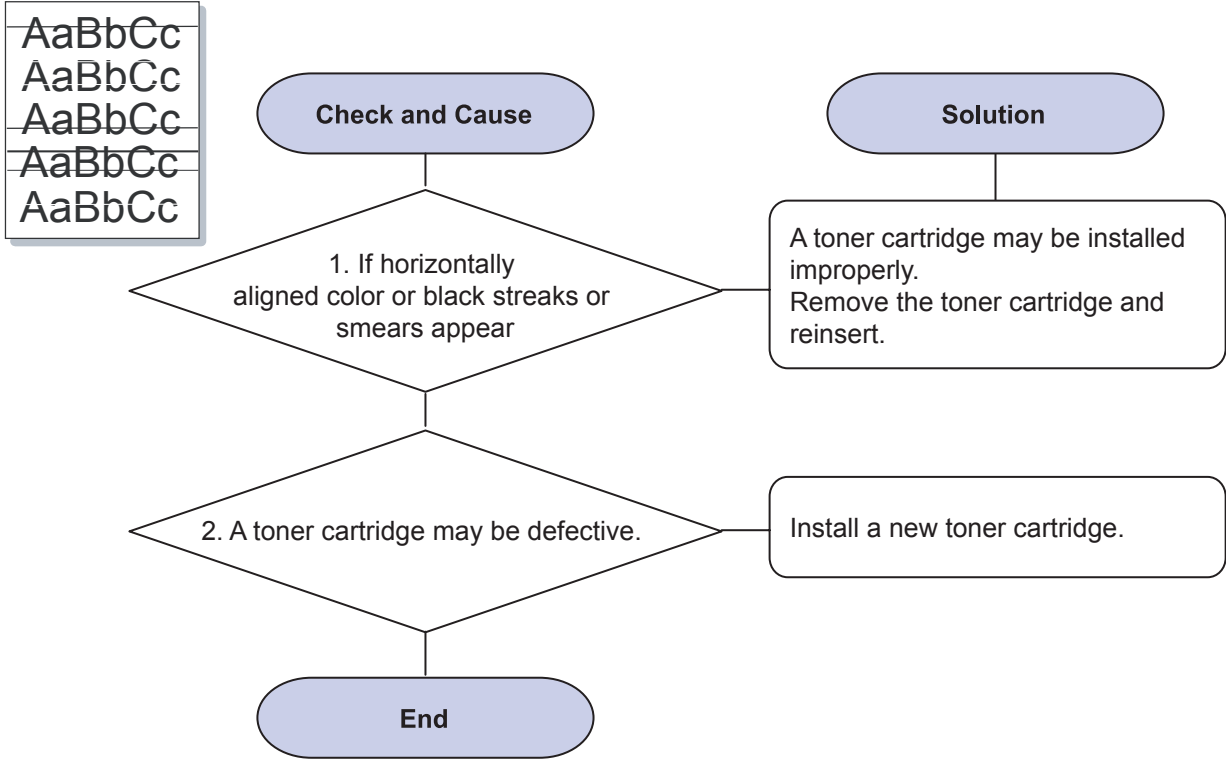 AaBbCc
AaBbCc
AaBbCc
AaBbCc
AaBbCc
Check and Cause
Solution
1. If horizontally
aligned color or black streaks or
smears appear
A toner cartridge may be installed
improperly.
Remove the toner cartridge and
reinsert.
2. A toner cartridge may be defective.
Install a new toner cartridge.
End